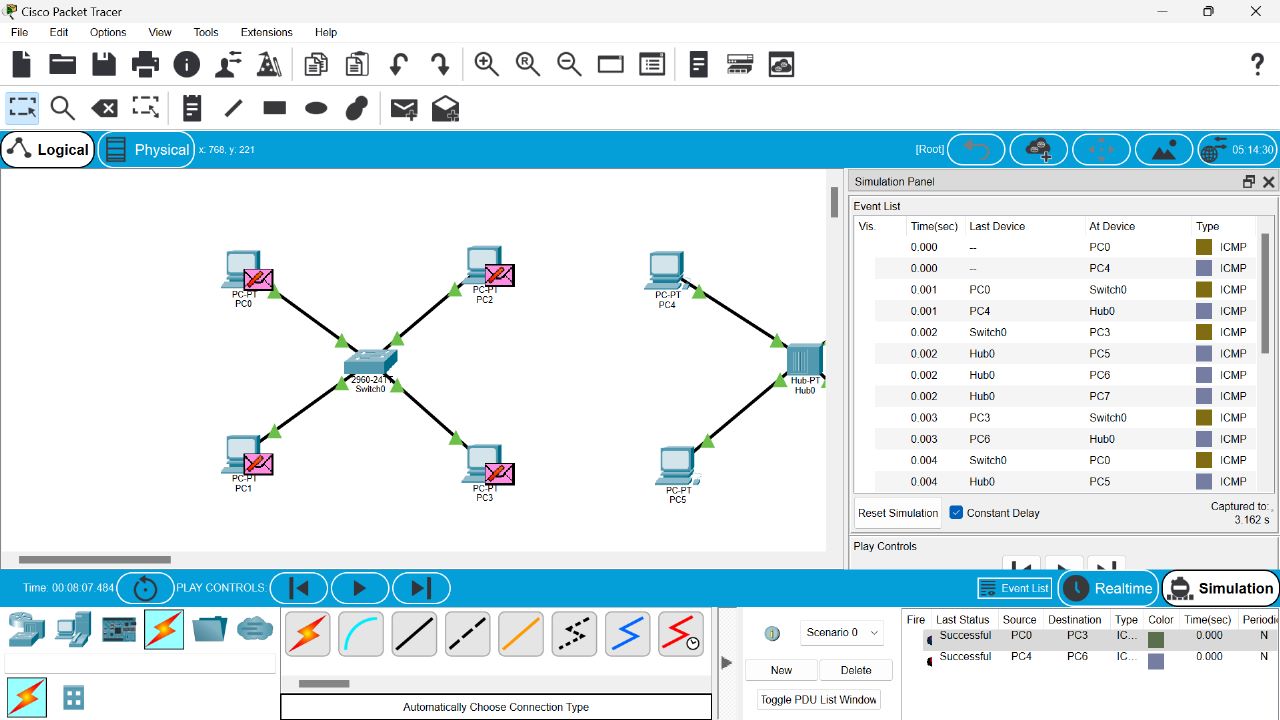 Cisco Packet Tracer
File Edit Options View Tools Extensions Help
Logical Physical x: 768, y: 221 [Root] 05:14:30
Simulation Panel
Event List
Vis. Time(sec) Last Device At Device Type
0.000 -- PC0 ICMP
0.000 -- PC4 ICMP
0.001 PC0 Switch0 ICMP
0.001 PC4 Hub0 ICMP
0.002 Switch0 PC3 ICMP
0.002 Hub0 PC5 ICMP
0.002 Hub0 PC6 ICMP
0.002 Hub0 PC7 ICMP
0.003 PC3 Switch0 ICMP
0.003 PC6 Hub0 ICMP
0.004 Switch0 PC0 ICMP
0.004 Hub0 PC5 ICMP
Reset Simulation Constant Delay Captured to:
3.162 s
Play Controls
PC-PT
PC0
PC-PT
PC2
PC-PT
PC4
2960-24TT
Switch0
Hub-PT
Hub0
PC-PT
PC1
PC-PT
PC3
PC-PT
PC5
Time: 00:08:07.484 PLAY CONTROLS: Event List Realtime Simulation
Scenario 0
New Delete
Toggle PDU List Window
Fire Last Status Source Destination Type Color Time(sec) Periodi
Successful PC0 PC3 IC... 0.000 N
Successful PC4 PC6 IC... 0.000 N
Automatically Choose Connection Type